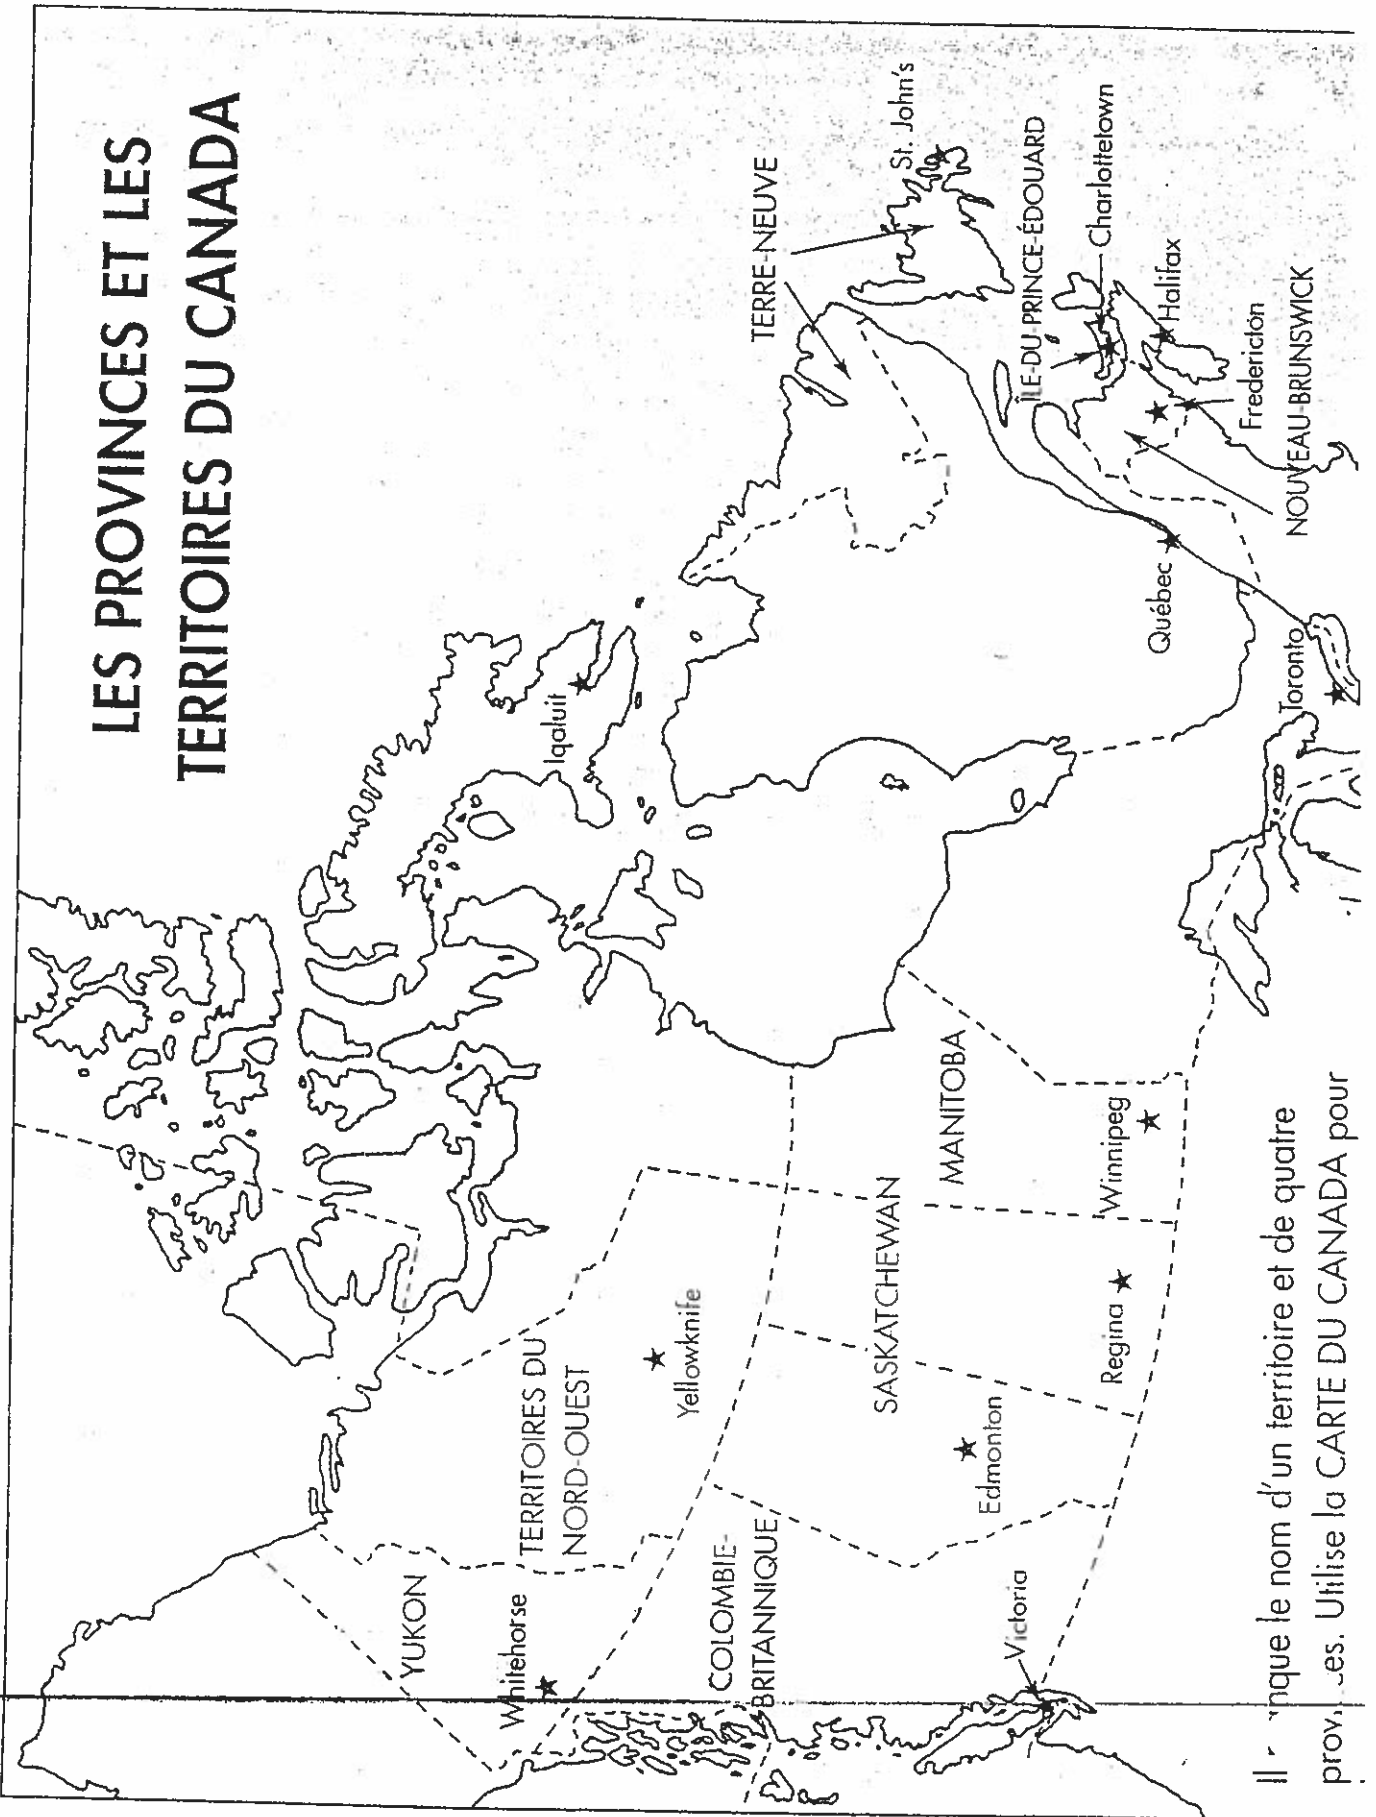 LES PROVINCES ET LES
TERRITOIRES DU CANADA
YUKON
Whitehorse
TERRITOIRES DU
NORD-OUEST
Yellowknife
Iqaluit
COLOMBIE-
BRITANNIQUE
Victoria
Edmonton
SASKATCHEWAN
Regina
MANITOBA
Winnipeg
Toronto
Québec
TERRE-NEUVE
St. John's
ÎLE-DU-PRINCE-ÉDOUARD
Charlottetown
Halifax
Fredericton
NOUVEAU-BRUNSWICK
Il nque le nom d'un territoire et de quatre
prov es. Utilise la CARTE DU CANADA pour